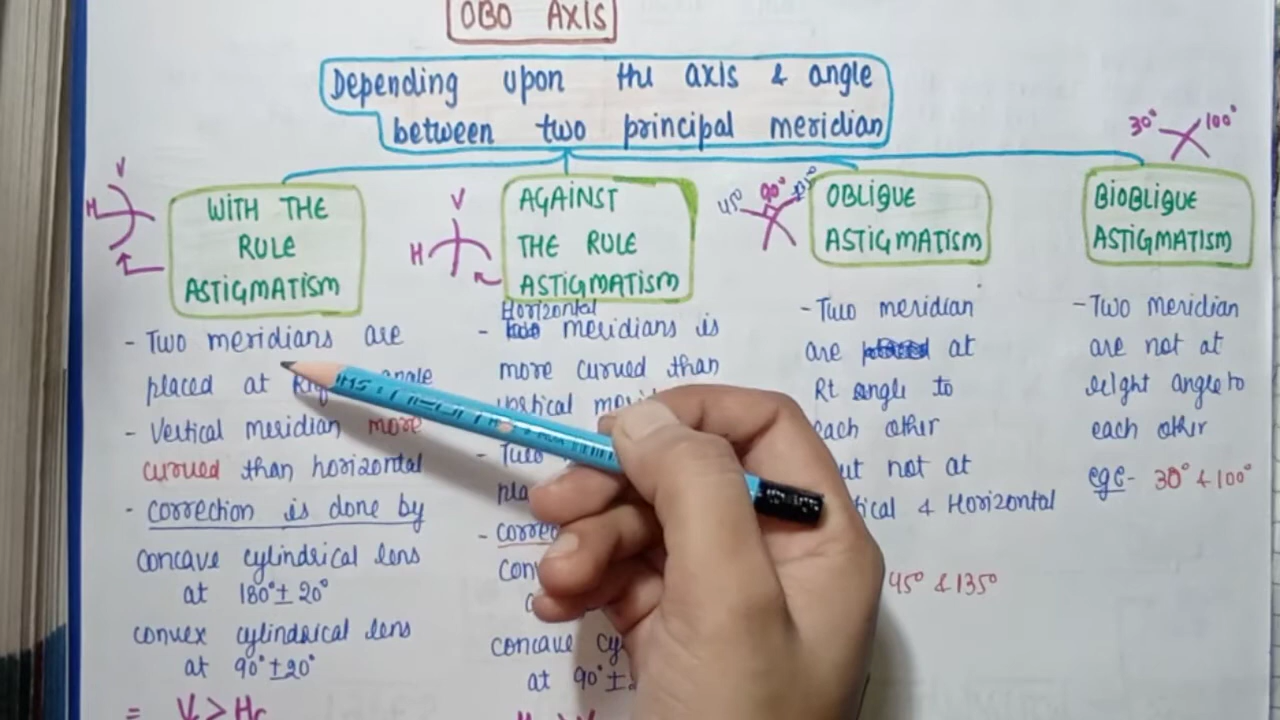 OBO AXIS
Depending upon the axis & angle
between two principal meridian
V
H
WITH THE
RULE
ASTIGMATISM
- Two meridians are
placed at angle
- Vertical meridian more
curved than horizontal
- correction is done by
concave cylindrical lens
at 180°± 20°
convex cylindrical lens
at 90°±20°
= >
V
H
AGAINST
THE RULE
ASTIGMATISM
Horizontal
- meridians is
more curved than
vertical
-
-
concave
at 90°±
45° 90°
OBLIQUE
ASTIGMATISM
- Two meridian
are at
Rt angle to
each other
not at
& Horizontal
45° & 135°
30° 100°
BIOBLIQUE
ASTIGMATISM
- Two meridian
are not at
right angle to
each other
30° & 100°